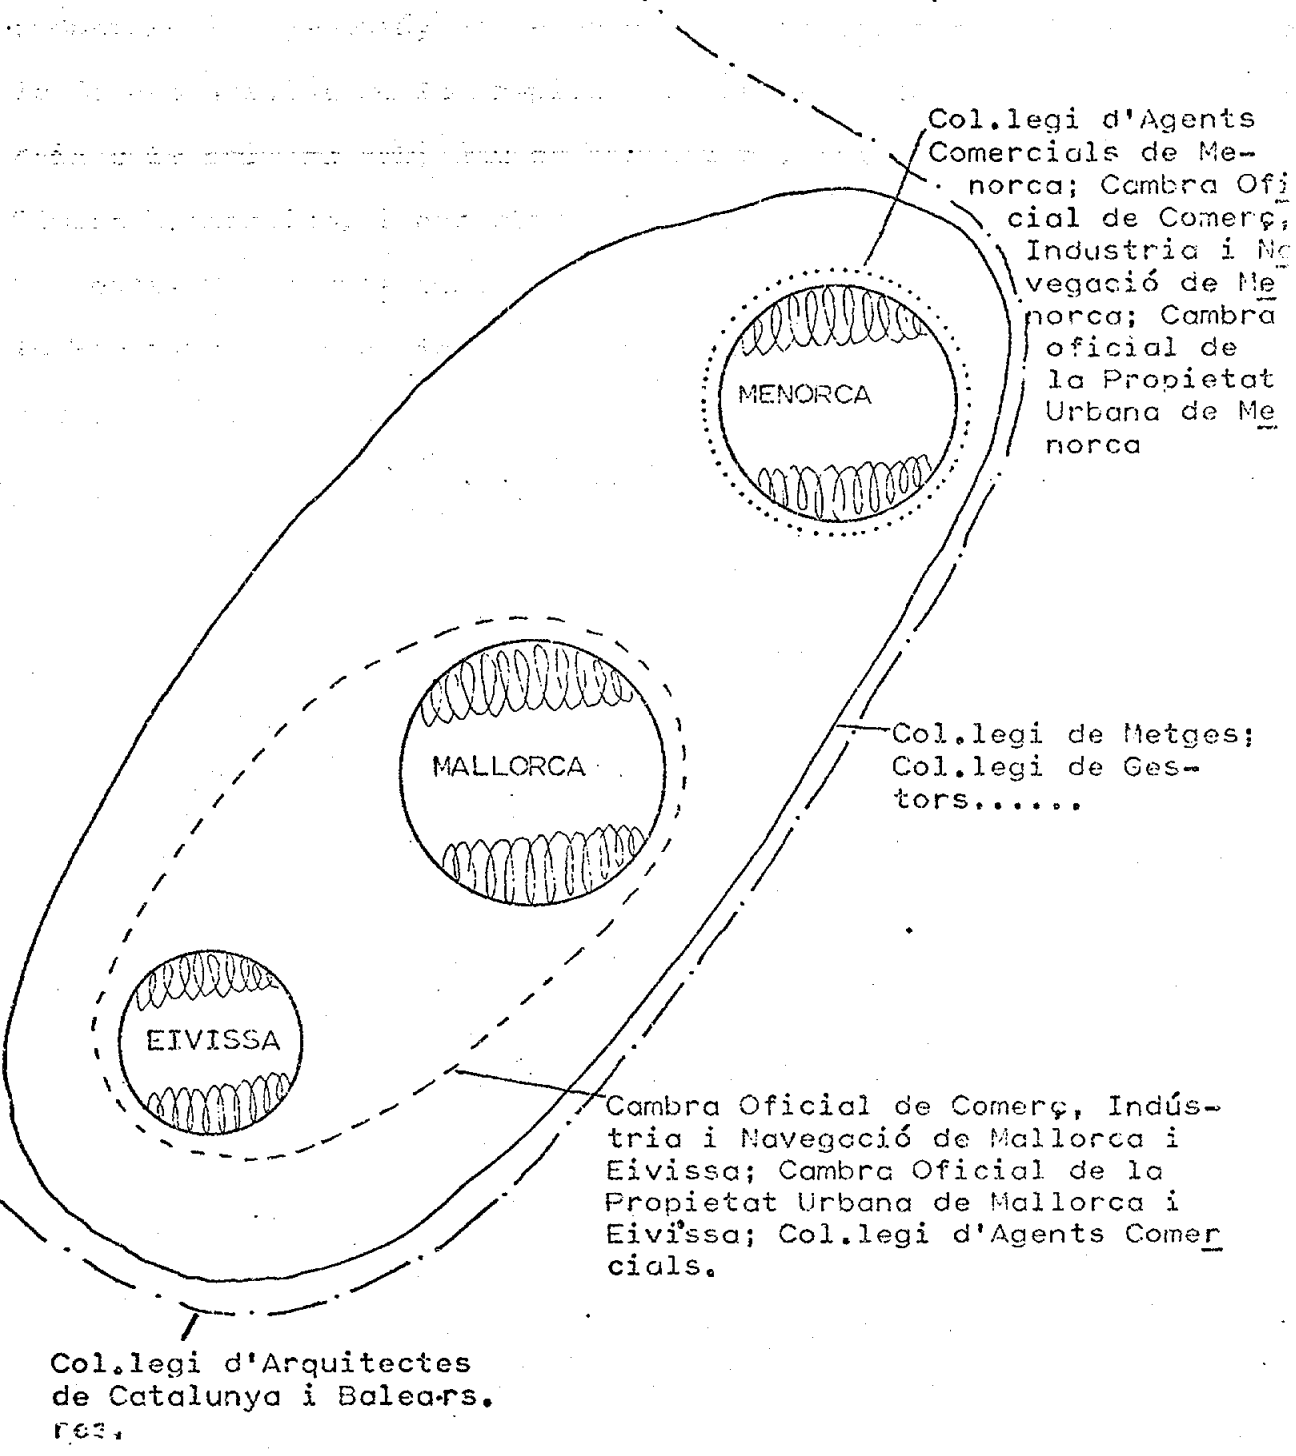 Col.legi d'Agents
Comercials de Me-
norca; Cambra Ofi
cial de Comerç,
Industria i Na
vegació de Me
norca; Cambra
oficial de
la Propietat
Urbana de Me
norca
MENORCA
MALLORCA
Col.legi de Metges;
Col.legi de Ges-
tors......
EIVISSA
Cambra Oficial de Comerç, Indús-
tria i Navegació de Mallorca i
Eivissa; Cambra Oficial de la
Propietat Urbana de Mallorca i
Eivissa; Col.legi d'Agents Comer
cials.
Col.legi d'Arquitectes
de Catalunya i Balears.
res.